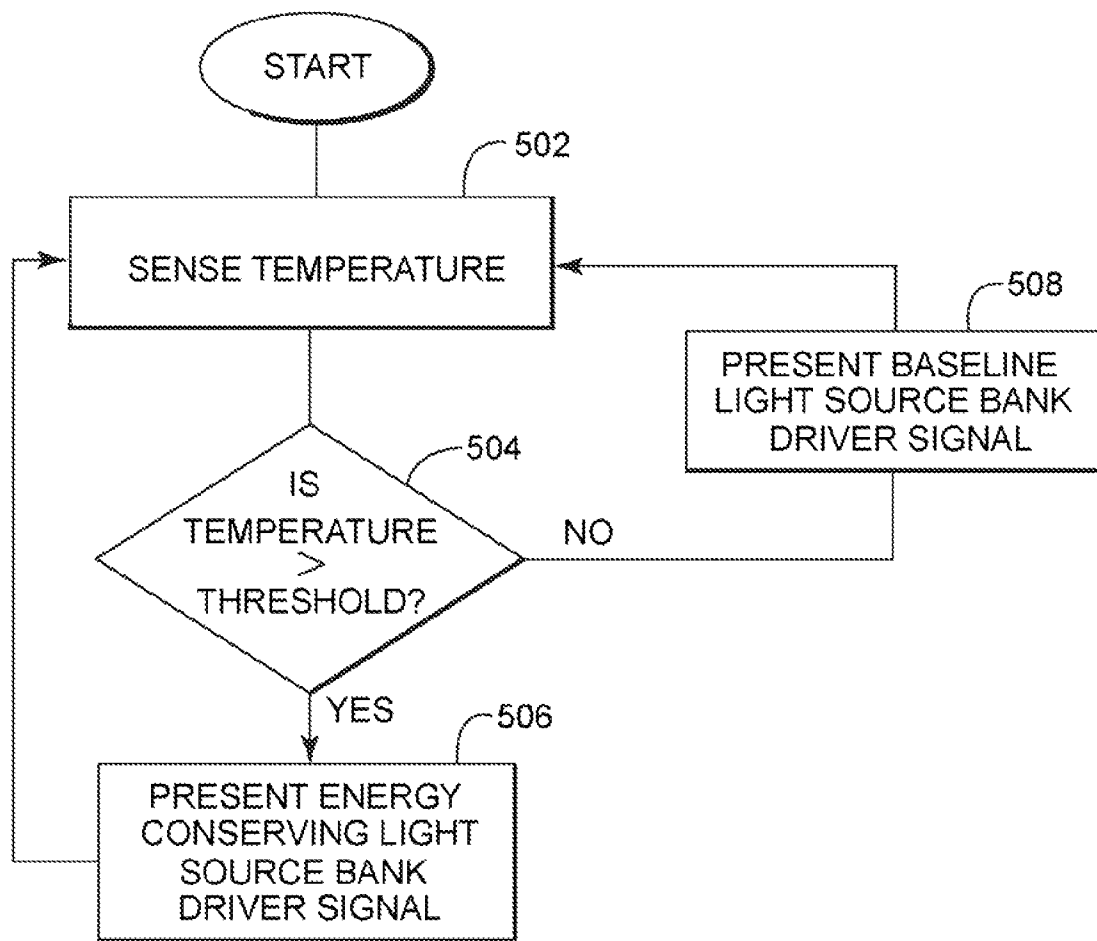 START
502
SENSE TEMPERATURE
508
PRESENT BASELINE
LIGHT SOURCE BANK
DRIVER SIGNAL
504
IS
TEMPERATURE
>
THRESHOLD?
NO
YES
506
PRESENT ENERGY
CONSERVING LIGHT
SOURCE BANK
DRIVER SIGNAL